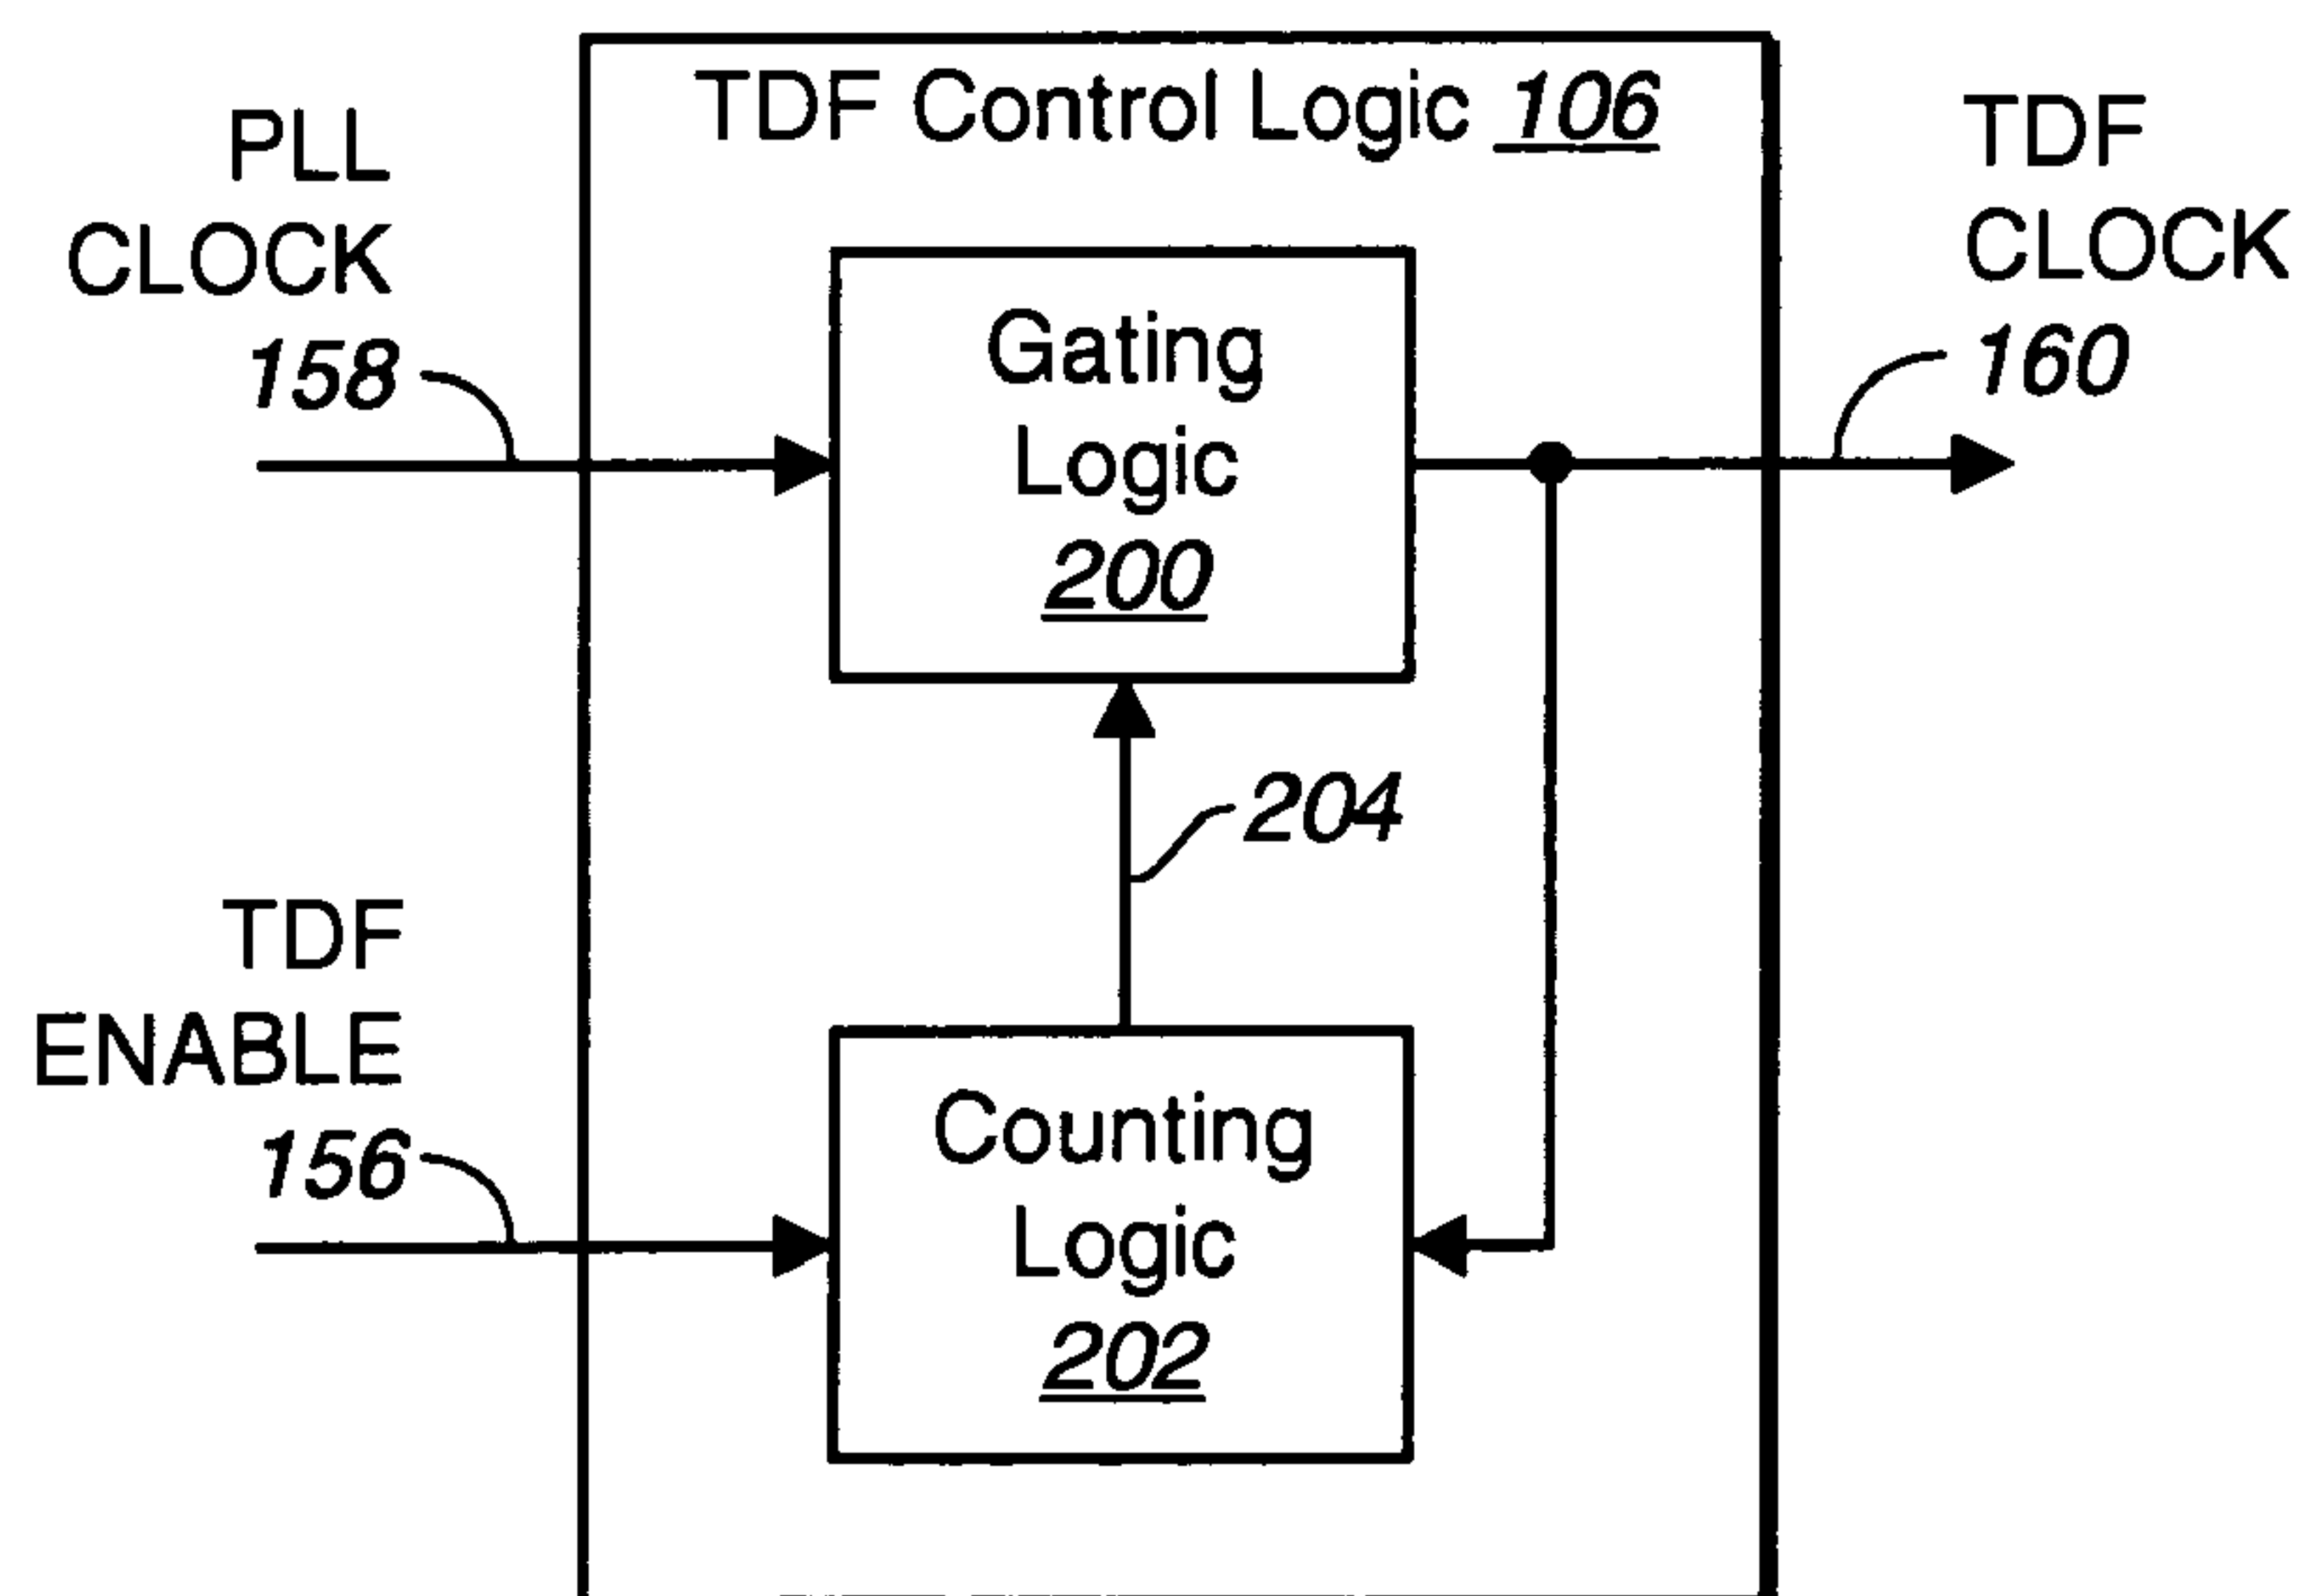 TDF Control Logic 106
PLL
CLOCK
158
Gating
Logic
200
TDF
CLOCK
160
204
TDF
ENABLE
156
Counting
Logic
202